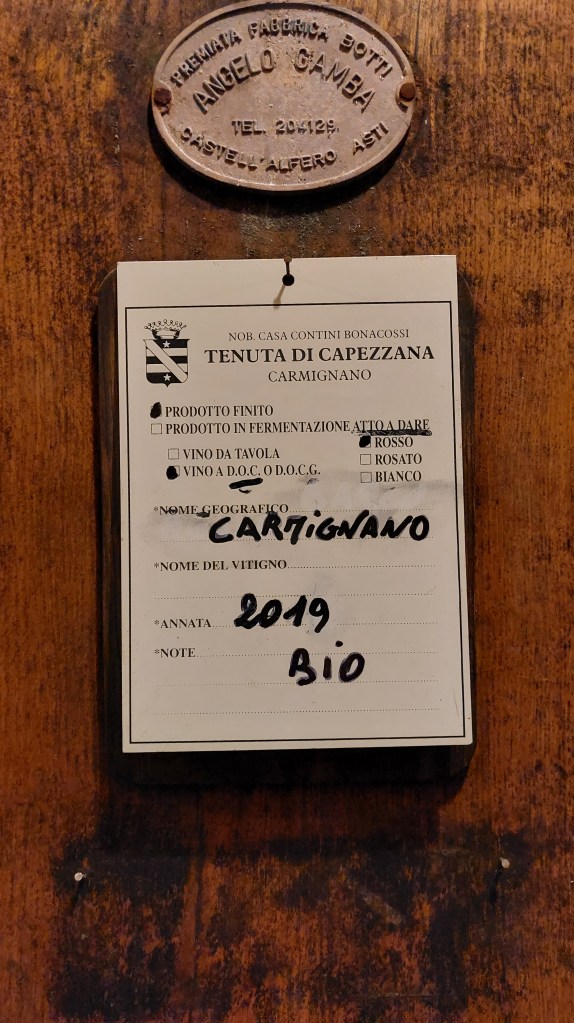 PREMATA FABBRICA BOTTI
ANGELO GAMBA
TEL. 204129
CASTELL'ALFERO ASTI
NOB. CASA CONTINI BONACOSSI
TENUTA DI CAPEZZANA
CARMIGNANO
PRODOTTO FINITO
PRODOTTO IN FERMENTAZIONE ATTO A DARE
ROSSO
VINO DA TAVOLA
ROSATO
VINO A D.O.C. O D.O.C.G.
BIANCO
*NOME GEOGRAFICO
CARMIGNANO
*NOME DEL VITIGNO
*ANNATA 2019
*NOTE
BIO